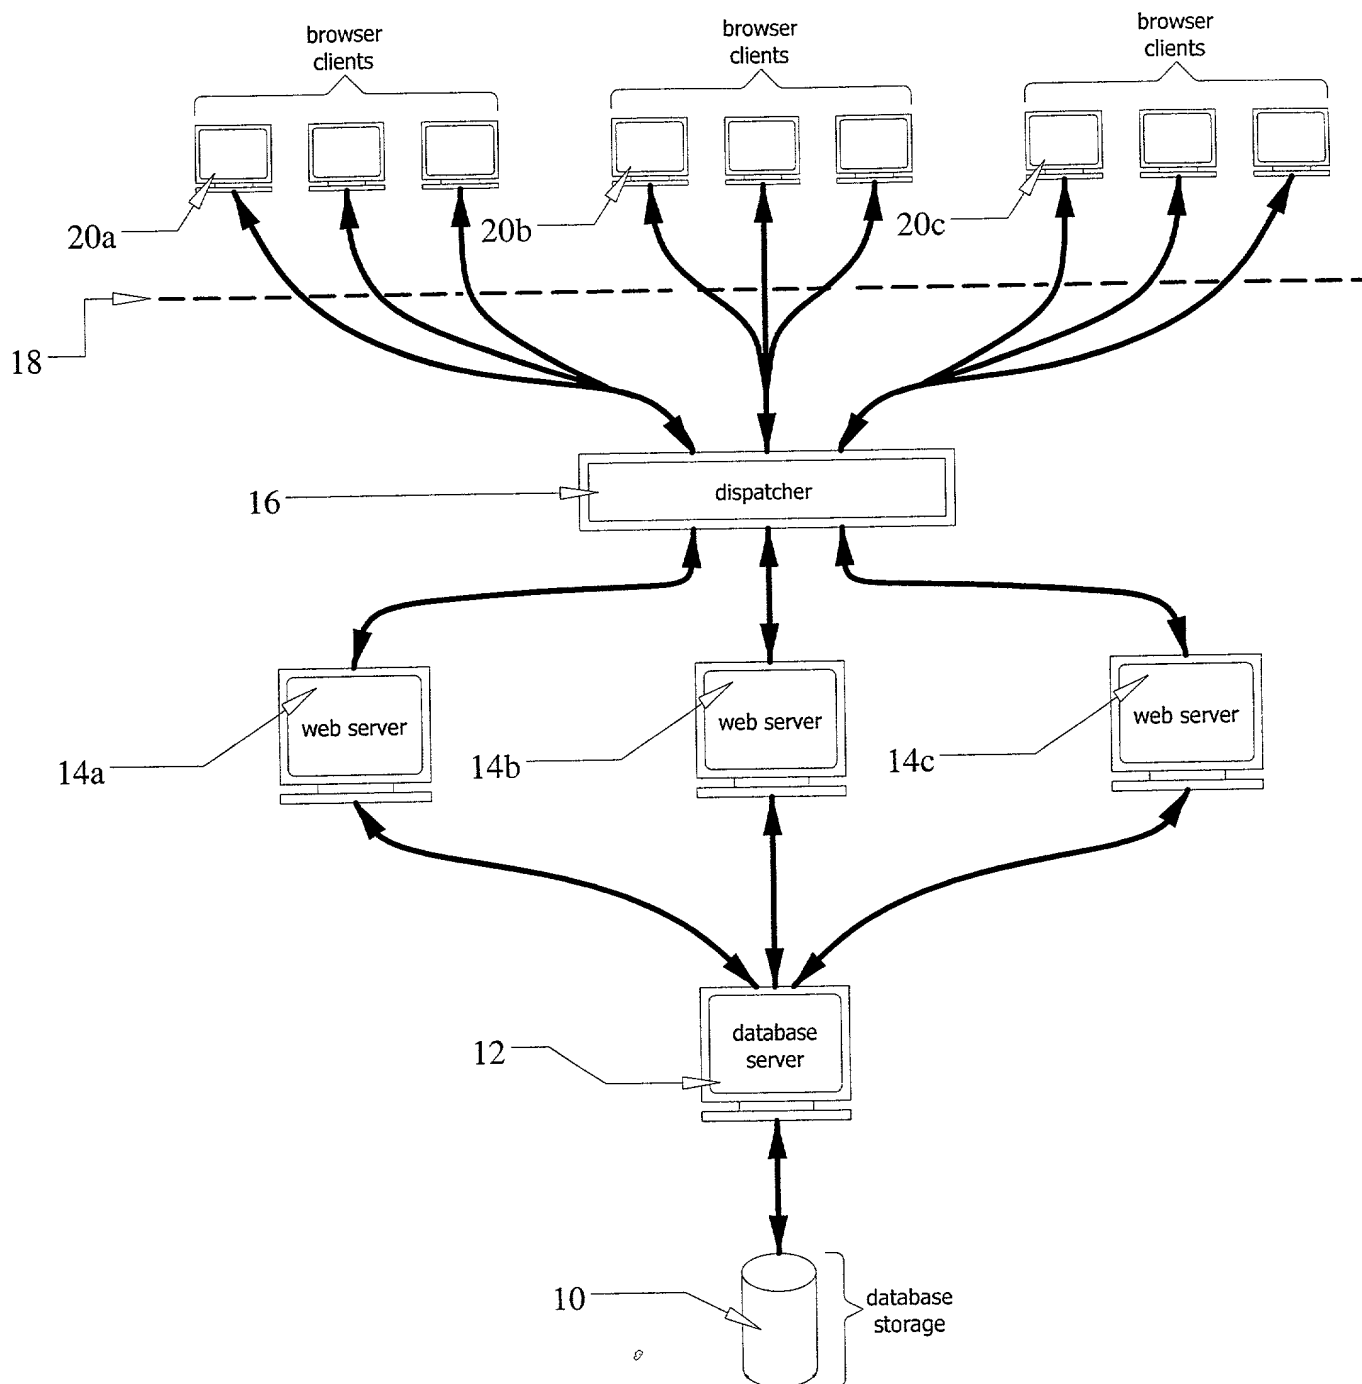 browser
clients
browser
clients
browser
clients
20a
20b
20c
18
16
dispatcher
web server
web server
web server
14a
14b
14c
12
database
server
10
database
storage